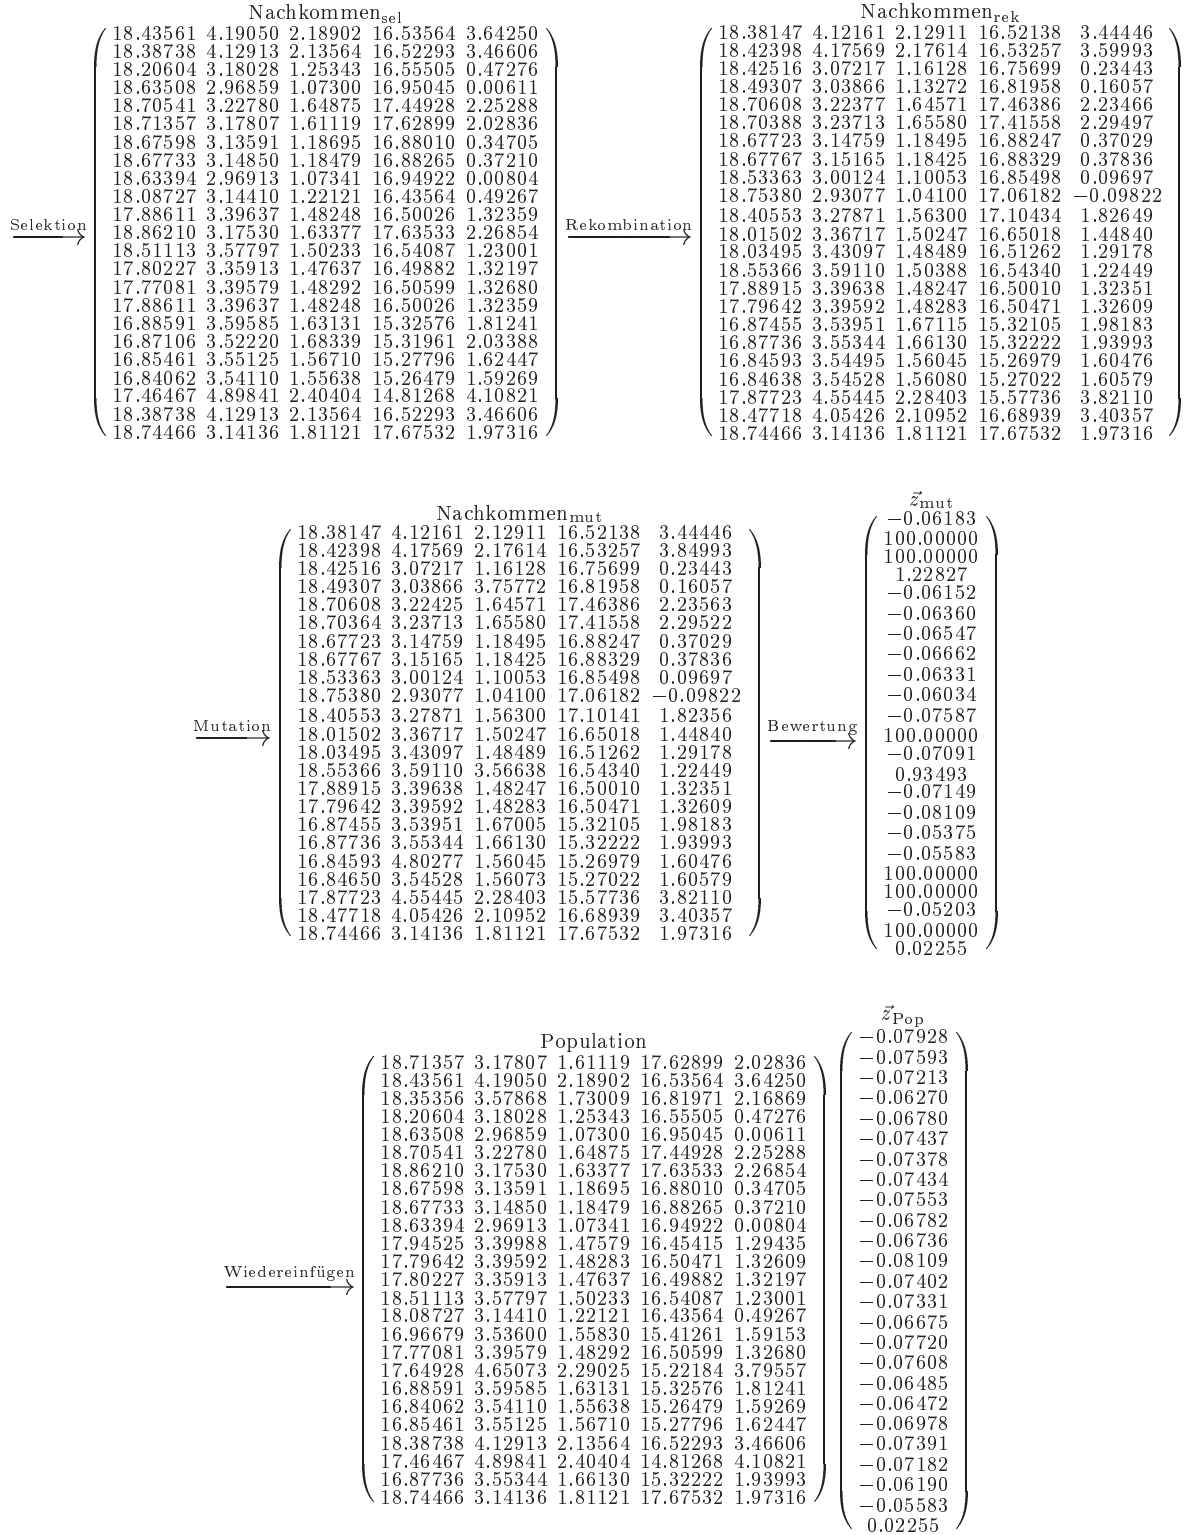 Nachkommen_sel
18.43561 4.19050 2.18902 16.53564 3.64250
18.38738 4.12913 2.13564 16.52293 3.46606
18.20604 3.18028 1.25343 16.55505 0.47276
18.63508 2.96859 1.07300 16.95045 0.00611
18.70541 3.22780 1.64875 17.44928 2.25288
18.71357 3.17807 1.61119 17.62899 2.02836
18.67598 3.13591 1.18695 16.88010 0.34705
18.67733 3.14850 1.18479 16.88265 0.37210
18.63394 2.96913 1.07341 16.94922 0.00804
18.08727 3.14410 1.22121 16.43564 0.49267
17.88611 3.39637 1.48248 16.50026 1.32359
Selektion
18.86210 3.17530 1.63377 17.63533 2.26854
18.51113 3.57797 1.50233 16.54087 1.23001
17.80227 3.35913 1.47637 16.49882 1.32197
17.77081 3.39579 1.48292 16.50599 1.32680
17.88611 3.39637 1.48248 16.50026 1.32359
16.88591 3.59585 1.63131 15.32576 1.81241
16.87106 3.52220 1.68339 15.31961 2.03388
16.85461 3.55125 1.56710 15.27796 1.62447
16.84062 3.54110 1.55638 15.26479 1.59269
17.46467 4.89841 2.40404 14.81268 4.10821
18.38738 4.12913 2.13564 16.52293 3.46606
18.74466 3.14136 1.81121 17.67532 1.97316
Nachkommen_rek
18.38147 4.12161 2.12911 16.52138 3.44446
18.42398 4.17569 2.17614 16.53257 3.59993
18.42516 3.07217 1.16128 16.75699 0.23443
18.49307 3.03866 1.13272 16.81958 0.16057
18.70608 3.22377 1.64571 17.46386 2.23466
18.70388 3.23713 1.65580 17.41558 2.29497
18.67723 3.14759 1.18495 16.88247 0.37029
18.67767 3.15165 1.18425 16.88329 0.37836
18.53363 3.00124 1.10053 16.85498 0.09697
18.75380 2.93077 1.04100 17.06182 −0.09822
18.40553 3.27871 1.56300 17.10434 1.82649
Rekombination
18.01502 3.36717 1.50247 16.65018 1.44840
18.03495 3.43097 1.48489 16.51262 1.29178
18.55366 3.59110 1.50388 16.54340 1.22449
17.88915 3.39638 1.48247 16.50010 1.32351
17.79642 3.39592 1.48283 16.50471 1.32609
16.87455 3.53951 1.67115 15.32105 1.98183
16.87736 3.55344 1.66130 15.32222 1.93993
16.84593 3.54495 1.56045 15.26979 1.60476
16.84638 3.54528 1.56080 15.27022 1.60579
17.87723 4.55445 2.28403 15.57736 3.82110
18.47718 4.05426 2.10952 16.68939 3.40357
18.74466 3.14136 1.81121 17.67532 1.97316
Nachkommen_mut
18.38147 4.12161 2.12911 16.52138 3.44446
18.42398 4.17569 2.17614 16.53257 3.84993
18.42516 3.07217 1.16128 16.75699 0.23443
18.49307 3.03866 3.75772 16.81958 0.16057
18.70608 3.22425 1.64571 17.46386 2.23563
18.70364 3.23713 1.65580 17.41558 2.29522
18.67723 3.14759 1.18495 16.88247 0.37029
18.67767 3.15165 1.18425 16.88329 0.37836
18.53363 3.00124 1.10053 16.85498 0.09697
18.75380 2.93077 1.04100 17.06182 −0.09822
18.40553 3.27871 1.56300 17.10141 1.82356
Mutation
18.01502 3.36717 1.50247 16.65018 1.44840
18.03495 3.43097 1.48489 16.51262 1.29178
18.55366 3.59110 3.56638 16.54340 1.22449
17.88915 3.39638 1.48247 16.50010 1.32351
17.79642 3.39592 1.48283 16.50471 1.32609
16.87455 3.53951 1.67005 15.32105 1.98183
16.87736 3.55344 1.66130 15.32222 1.93993
16.84593 4.80277 1.56045 15.26979 1.60476
16.84650 3.54528 1.56073 15.27022 1.60579
17.87723 4.55445 2.28403 15.57736 3.82110
18.47718 4.05426 2.10952 16.68939 3.40357
18.74466 3.14136 1.81121 17.67532 1.97316
z⃗_mut
−0.06183
100.00000
100.00000
1.22827
−0.06152
−0.06360
−0.06547
−0.06662
−0.06331
−0.06034
−0.07587
Bewertung
100.00000
−0.07091
0.93493
−0.07149
−0.08109
−0.05375
−0.05583
100.00000
100.00000
−0.05203
100.00000
0.02255
Population
18.71357 3.17807 1.61119 17.62899 2.02836
18.43561 4.19050 2.18902 16.53564 3.64250
18.35356 3.57868 1.73009 16.81971 2.16869
18.20604 3.18028 1.25343 16.55505 0.47276
18.63508 2.96859 1.07300 16.95045 0.00611
18.70541 3.22780 1.64875 17.44928 2.25288
18.86210 3.17530 1.63377 17.63533 2.26854
18.67598 3.13591 1.18695 16.88010 0.34705
18.67733 3.14850 1.18479 16.88265 0.37210
18.63394 2.96913 1.07341 16.94922 0.00804
17.94525 3.39988 1.47579 16.45415 1.29435
17.79642 3.39592 1.48283 16.50471 1.32609
Wiedereinfügen
17.80227 3.35913 1.47637 16.49882 1.32197
18.51113 3.57797 1.50233 16.54087 1.23001
18.08727 3.14410 1.22121 16.43564 0.49267
16.96679 3.53600 1.55830 15.41261 1.59153
17.77081 3.39579 1.48292 16.50599 1.32680
17.64928 4.65073 2.29025 15.22184 3.79557
16.88591 3.59585 1.63131 15.32576 1.81241
16.84062 3.54110 1.55638 15.26479 1.59269
16.85461 3.55125 1.56710 15.27796 1.62447
18.38738 4.12913 2.13564 16.52293 3.46606
17.46467 4.89841 2.40404 14.81268 4.10821
16.87736 3.55344 1.66130 15.32222 1.93993
18.74466 3.14136 1.81121 17.67532 1.97316
z⃗_Pop
−0.07928
−0.07593
−0.07213
−0.06270
−0.06780
−0.07437
−0.07378
−0.07434
−0.07553
−0.06782
−0.06736
−0.08109
−0.07402
−0.07331
−0.06675
−0.07720
−0.07608
−0.06485
−0.06472
−0.06978
−0.07391
−0.07182
−0.06190
−0.05583
0.02255